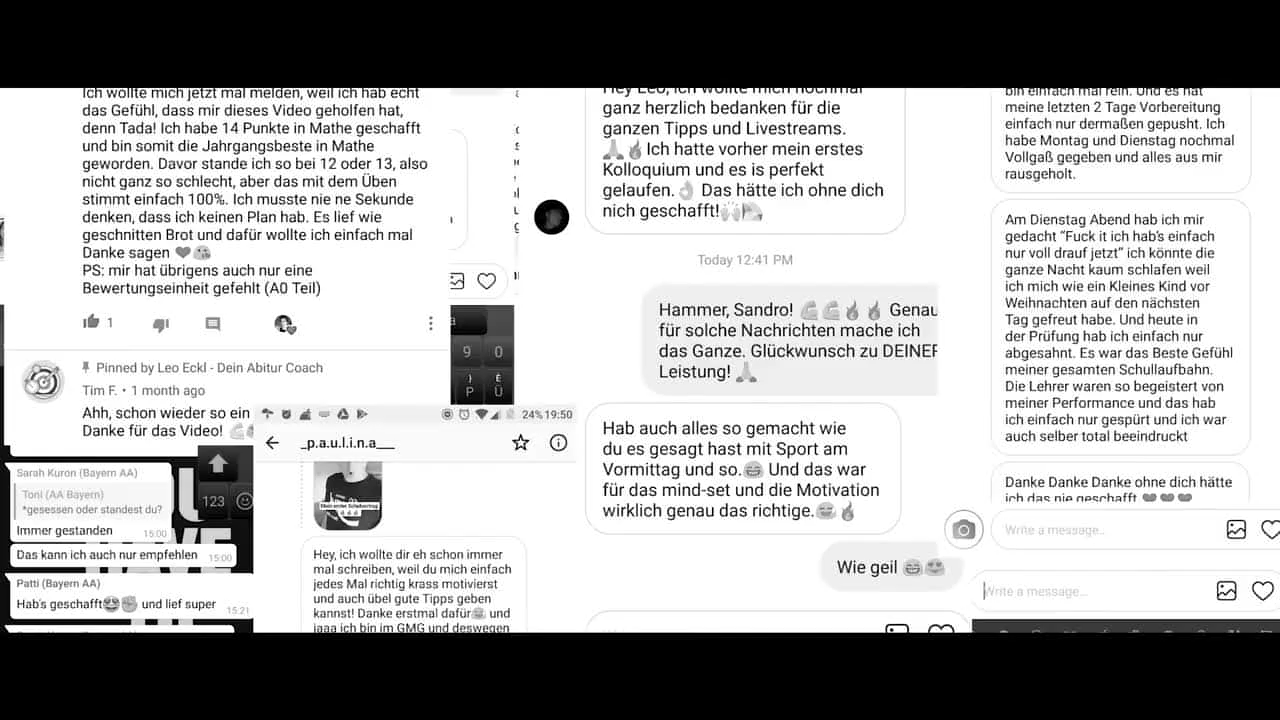 Ich wollte mich jetzt mal melden, weil ich hab echt
das Gefühl, dass mir dieses Video geholfen hat,
denn Tada! Ich habe 14 Punkte in Mathe geschafft
und bin somit die Jahrgangsbeste in Mathe
geworden. Davor stande ich so bei 12 oder 13, also
nicht ganz so schlecht, aber das mit dem Üben
stimmt einfach 100%. Ich musste nie ne Sekunde
denken, dass ich keinen Plan hab. Es lief wie
geschnitten Brot und dafür wollte ich einfach mal
Danke sagen ❤😘
PS: mir hat übrigens auch nur eine
Bewertungseinheit gefehlt (A0 Teil)
1
Pinned by Leo Eckl - Dein Abitur Coach
Tim F. • 1 month ago
Ahh, schon wieder so ein
Danke für das Video! 💪
Sarah Kuron (Bayern AA)
Toni (AA Bayern)
*gesessen oder standest du?
Immer gestanden
15:00
Das kann ich auch nur empfehlen
15:00
Patti (Bayern AA)
Hab's geschafft😍✊ und lief super
15:21
123
9 0
P Ü
24% 19:50
_p.a.u.l.i.n.a__
Hey, ich wollte dir eh schon immer
mal schreiben, weil du mich einfach
jedes Mal richtig krass motivierst
und auch übel gute Tipps geben
kannst! Danke erstmal dafür😁 und
jaaa ich bin im GMG und deswegen
Hey Leo, ich wollte mich nochmal
ganz herzlich bedanken für die
ganzen Tipps und Livestreams.
🙏🔥Ich hatte vorher mein erstes
Kolloquium und es is perfekt
gelaufen.👌 Das hätte ich ohne dich
nich geschafft!🙌🎉
Today 12:41 PM
Hammer, Sandro! 💪💪🔥🔥 Genau
für solche Nachrichten mache ich
das Ganze. Glückwunsch zu DEINER
Leistung! 🙏
Hab auch alles so gemacht wie
du es gesagt hast mit Sport am
Vormittag und so.😂 Und das war
für das mind-set und die Motivation
wirklich genau das richtige.😂🔥
Wie geil 😂😍
bin einfach mal rein. Und es hat
meine letzten 2 Tage Vorbereitung
einfach nur dermaßen gepusht. Ich
habe Montag und Dienstag nochmal
Vollgaß gegeben und alles aus mir
rausgeholt.
Am Dienstag Abend hab ich mir
gedacht “Fuck it ich hab's einfach
nur voll drauf jetzt” ich könnte die
ganze Nacht kaum schlafen weil
ich mich wie ein Kleines Kind vor
Weihnachten auf den nächsten
Tag gefreut habe. Und heute in
der Prüfung hab ich einfach nur
abgesahnt. Es war das Beste Gefühl
meiner gesamten Schullaufbahn.
Die Lehrer waren so begeistert von
meiner Performance und das hab
ich einfach nur gespürt und ich war
auch selber total beeindruckt
Danke Danke Danke ohne dich hätte
ich das nie geschafft ❤❤❤
Write a message...
Write a message...